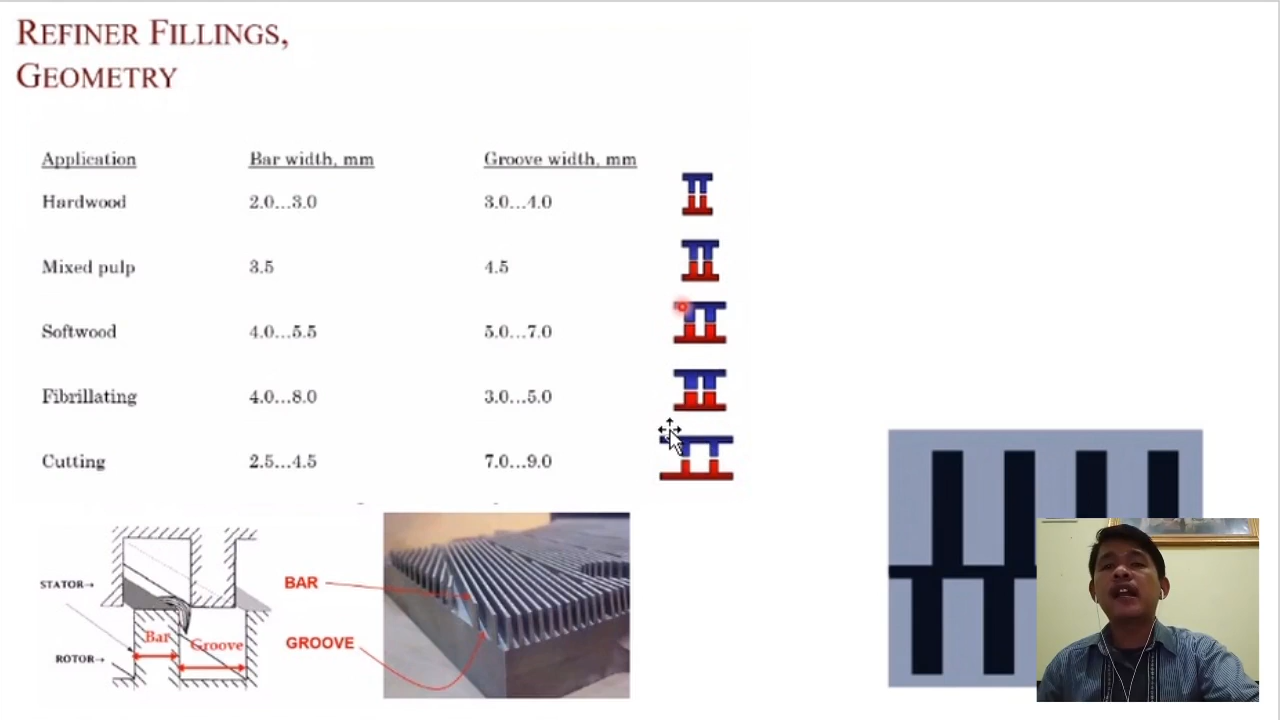 REFINER FILLINGS,
GEOMETRY
Application Bar width, mm Groove width, mm
Hardwood 2.0...3.0 3.0...4.0
Mixed pulp 3.5 4.5
Softwood 4.0...5.5 5.0...7.0
Fibrillating 4.0...8.0 3.0...5.0
Cutting 2.5...4.5 7.0...9.0
STATOR→
Bar
Groove
ROTOR→
BAR
GROOVE